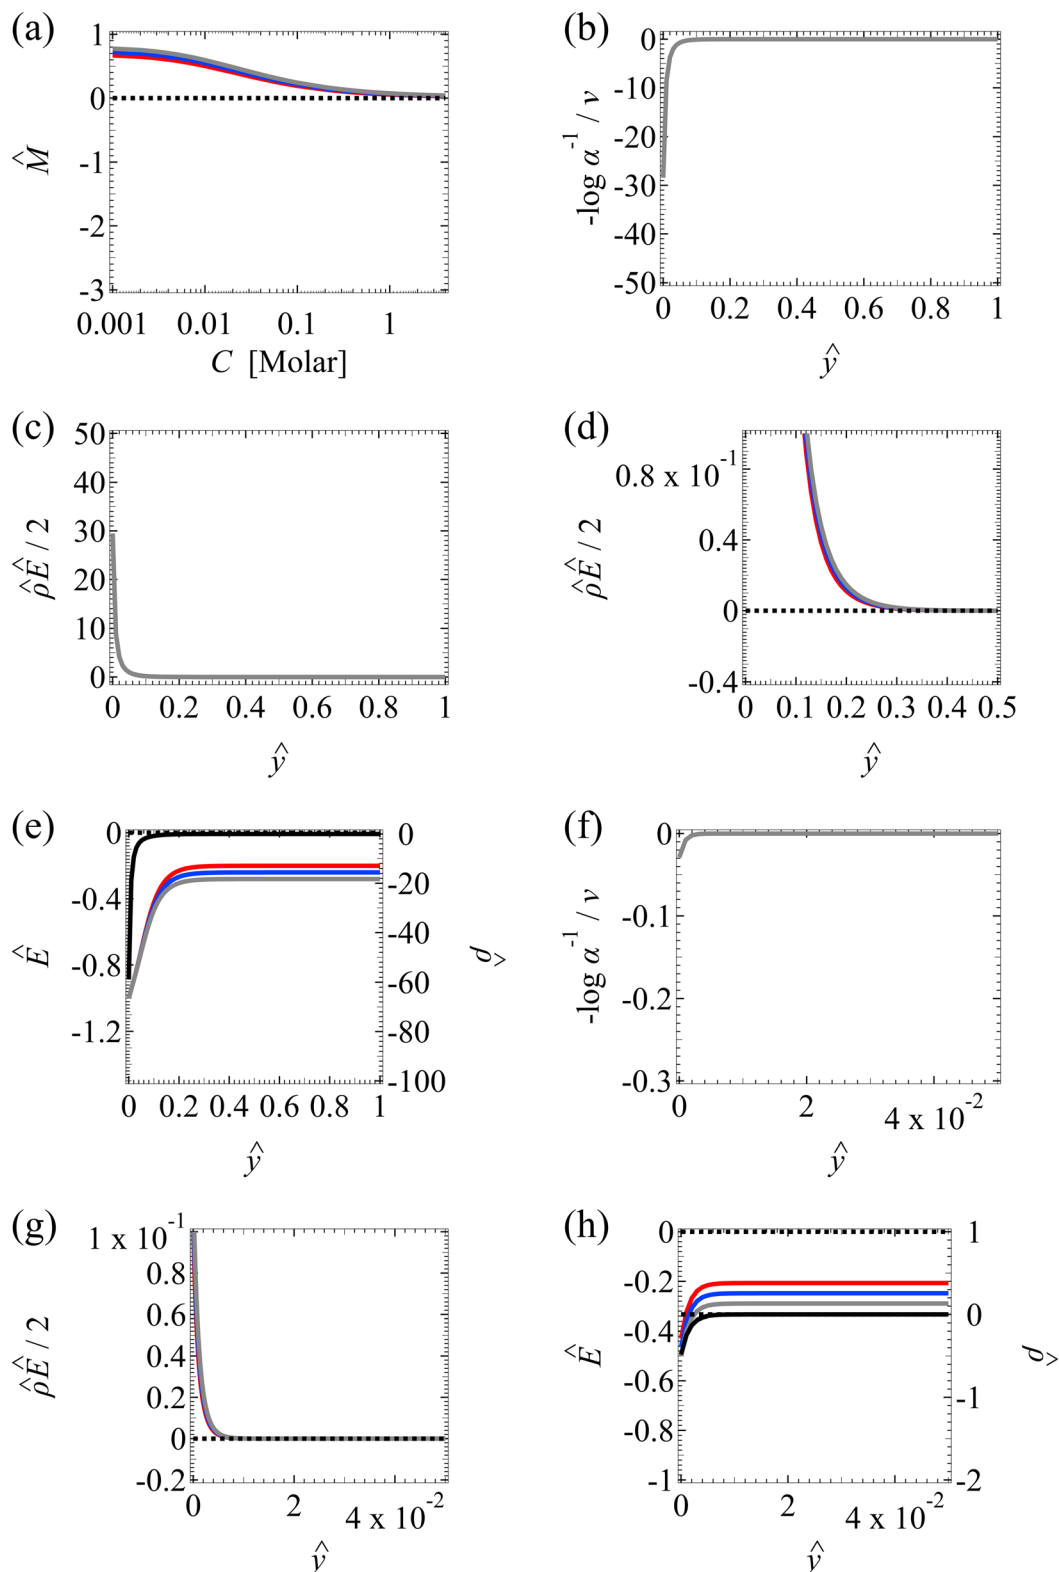 (a)
1
0
-1
-2
-3
M̂
0.001 0.01 0.1 1
C [Molar]
(b)
0
-10
-20
-30
-40
-50
-log α⁻¹ / ν
0 0.2 0.4 0.6 0.8 1
ŷ
(c)
50
40
30
20
10
0
ρ̂Ê / 2
0 0.2 0.4 0.6 0.8 1
ŷ
(d)
0.8 x 10⁻¹
0.4
0
-0.4
ρ̂Ê / 2
0 0.1 0.2 0.3 0.4 0.5
ŷ
(e)
0
-0.4
-0.8
-1.2
Ê
0
-20
-40
-60
-80
-100
ρ̂
0 0.2 0.4 0.6 0.8 1
ŷ
(f)
0
-0.1
-0.2
-0.3
-log α⁻¹ / ν
0 2 4 x 10⁻²
ŷ
(g)
1 x 10⁻¹
0.8
0.6
0.4
0.2
0
-0.2
ρ̂Ê / 2
0 2 4 x 10⁻²
ŷ
(h)
0
-0.2
-0.4
-0.6
-0.8
-1
Ê
1
0
-1
-2
ρ̂
0 2 4 x 10⁻²
ŷ